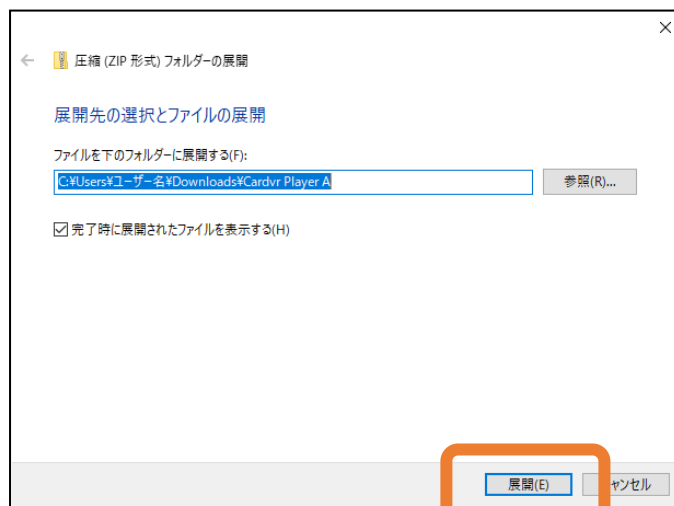 圧縮 (ZIP 形式) フォルダーの展開
展開先の選択とファイルの展開
ファイルを下のフォルダーに展開する(F):
C:¥Users¥ユーザー名¥Downloads¥Cardvr Player A
参照(R)...
完了時に展開されたファイルを表示する(H)
展開(E)
ャンセル